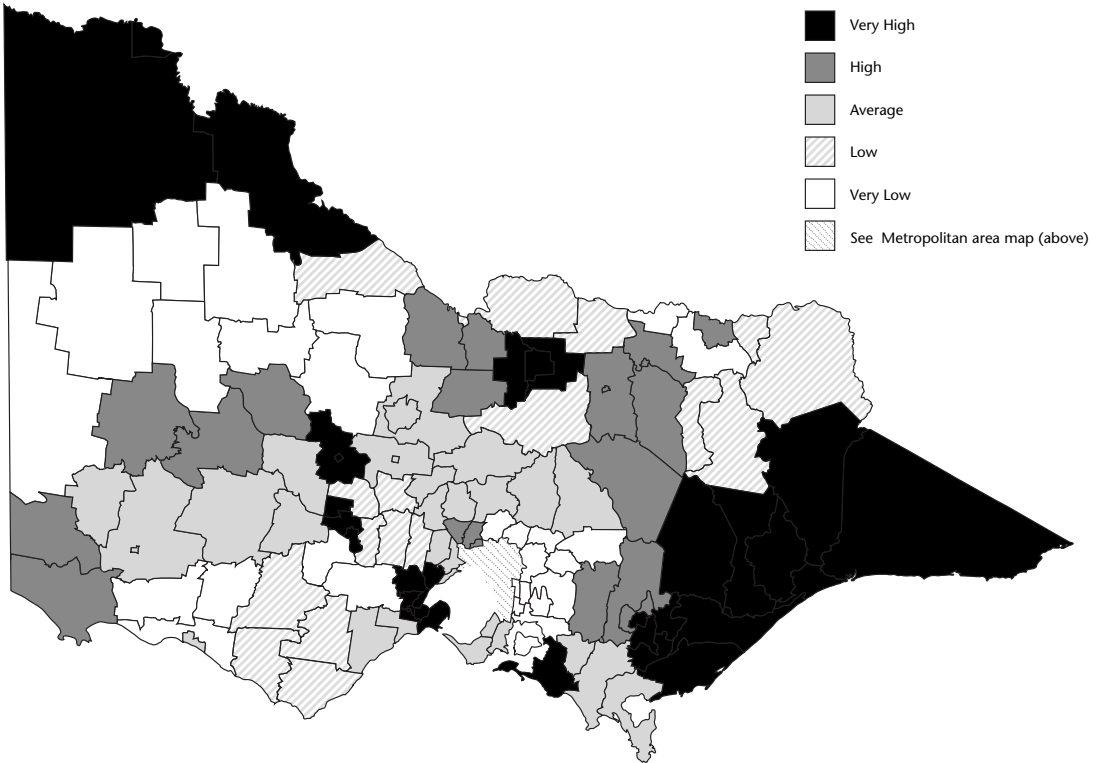 Very High
High
Average
Low
Very Low
See Metropolitan area map (above)